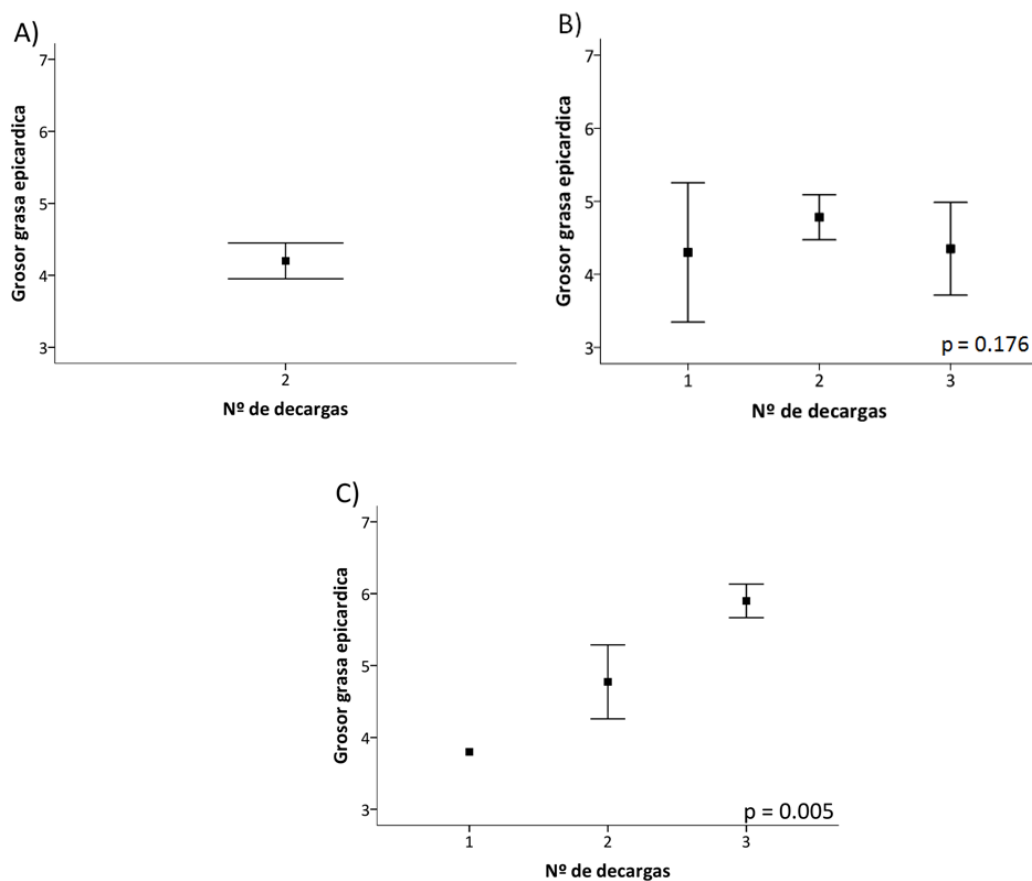 A)
Grosor grasa epicardica
7
6
5
4
3
2
Nº de decargas
B)
Grosor grasa epicardica
7
6
5
4
3
p = 0.176
1 2 3
Nº de decargas
C)
Grosor grasa epicardica
7
6
5
4
3
p = 0.005
1 2 3
Nº de decargas